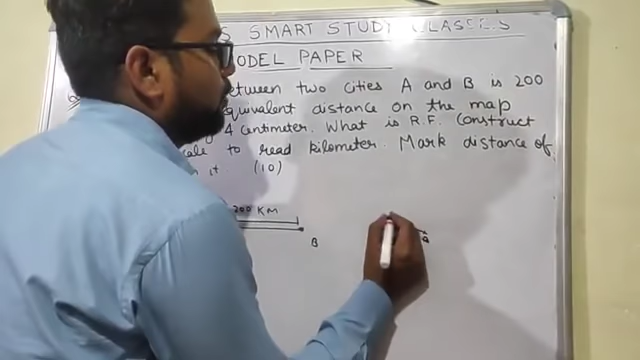 S SMART STUDY CLASSES
MODEL PAPER
between two cities A and B is 200
equivalent distance on the map
4 Centimeter. What is R.F. Construct
to read kilometer. Mark distance of
it. (10)
200 KM
B